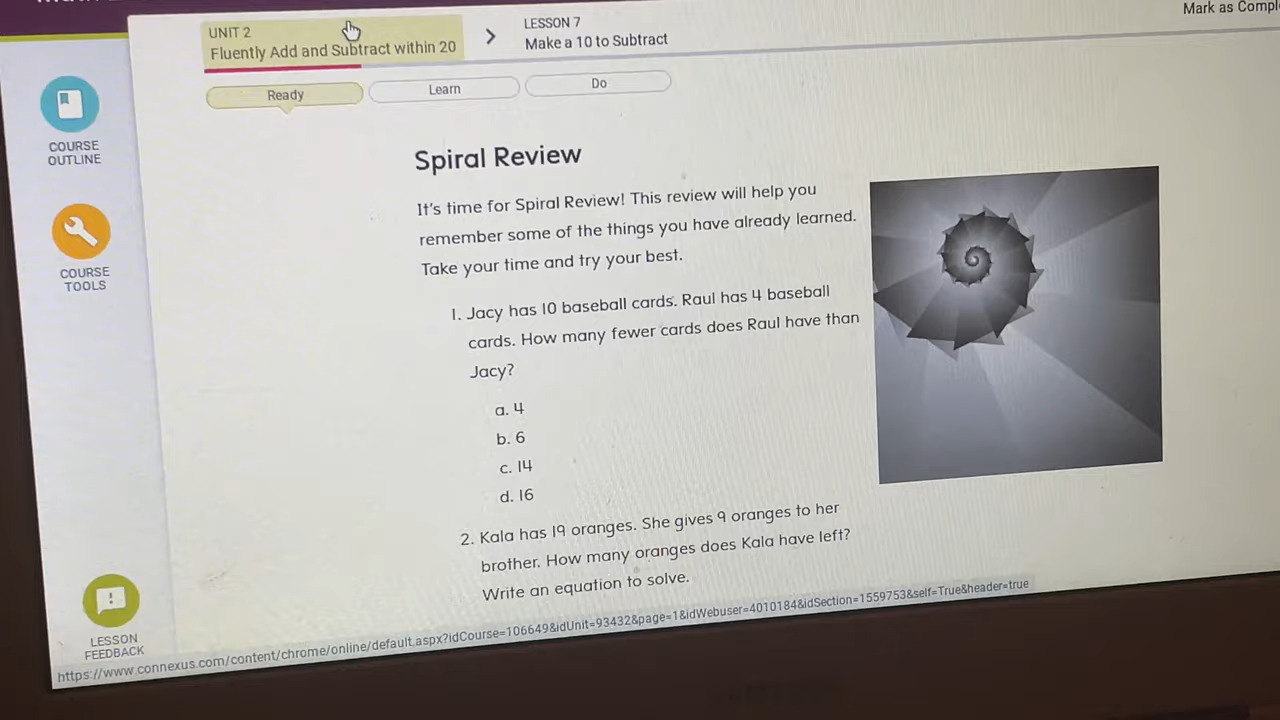 Mark as Compl
UNIT 2
Fluently Add and Subtract within 20
LESSON 7
Make a 10 to Subtract
Ready
Learn
Do
COURSE
OUTLINE
COURSE
TOOLS
Spiral Review
It's time for Spiral Review! This review will help you
remember some of the things you have already learned.
Take your time and try your best.
1. Jacy has 10 baseball cards. Raul has 4 baseball
cards. How many fewer cards does Raul have than
Jacy?
a. 4
b. 6
c. 14
d. 16
2. Kala has 19 oranges. She gives 9 oranges to her
brother. How many oranges does Kala have left?
Write an equation to solve.
LESSON
FEEDBACK
https://www.connexus.com/content/chrome/online/default.aspx?idCourse=106649&idUnit=93432&page=1&idWebuser=4010184&idSection=1559753&self=True&header=true